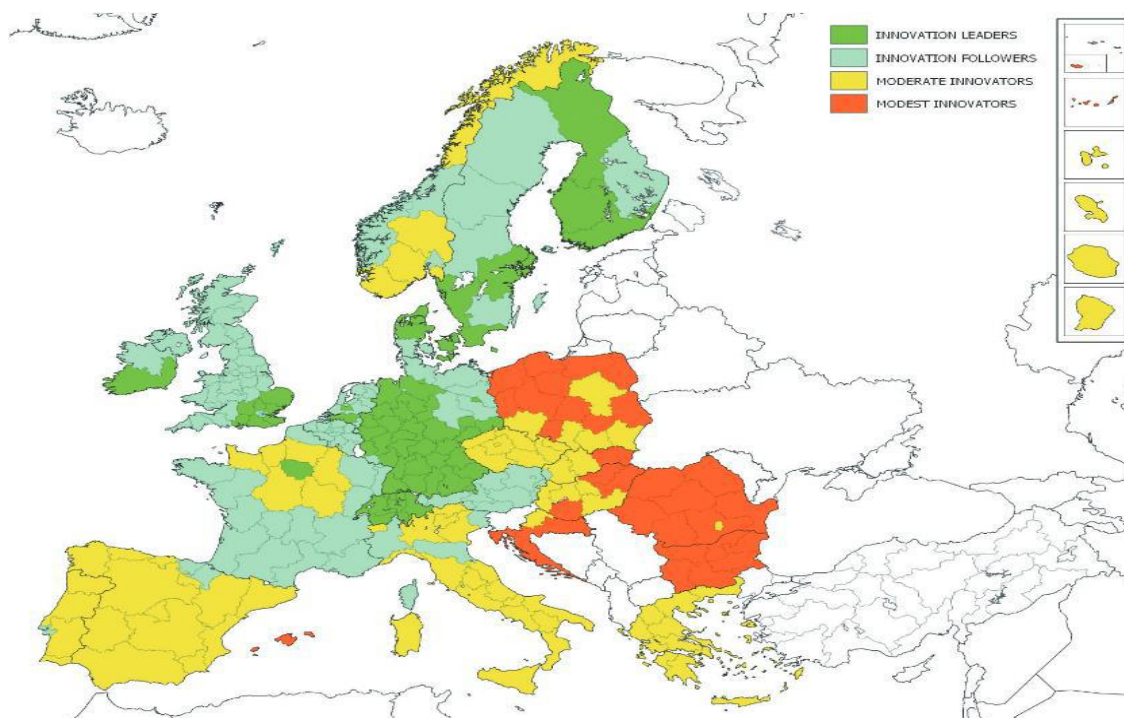 INNOVATION LEADERS
INNOVATION FOLLOWERS
MODERATE INNOVATORS
MODEST INNOVATORS